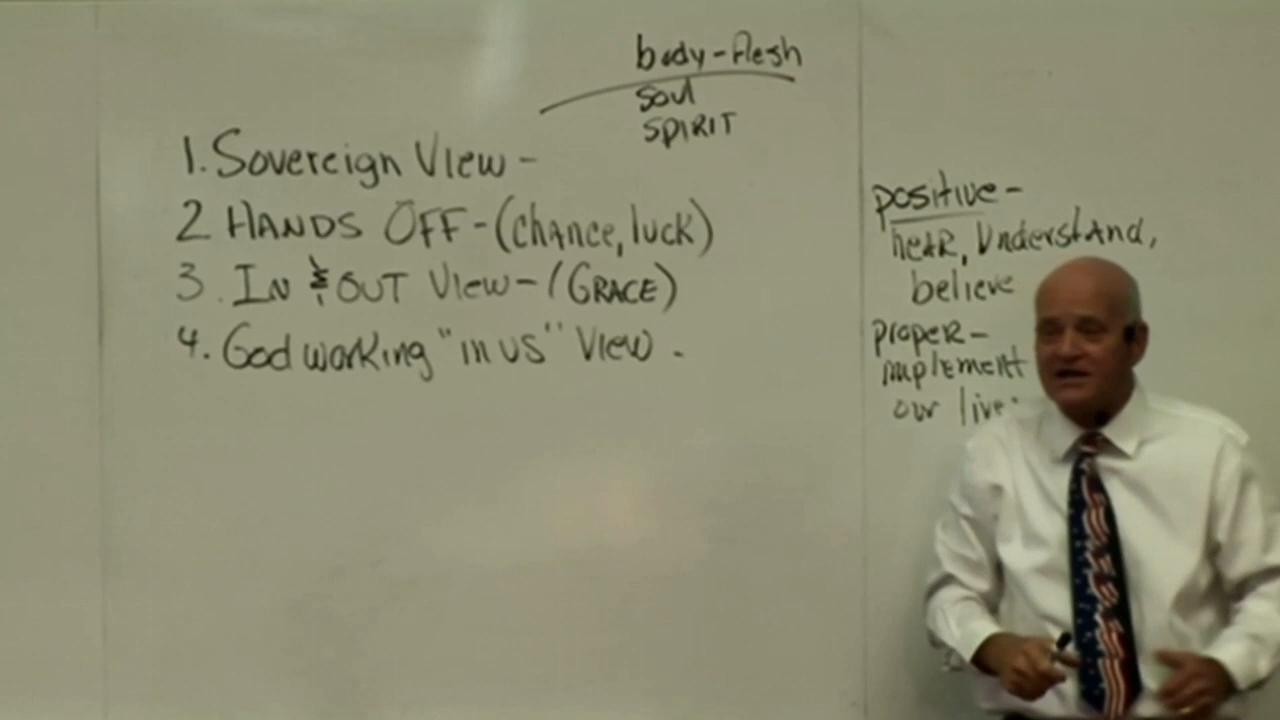 body-flesh
soul
SPIRIT
1. Sovereign View -
2 HANDS OFF - (Chance, luck)
3. IN & OUT View - (GRACE)
4. God working "in us" View.
positive -
heaR, UnderstAnd,
believe
propeR -
implement
our